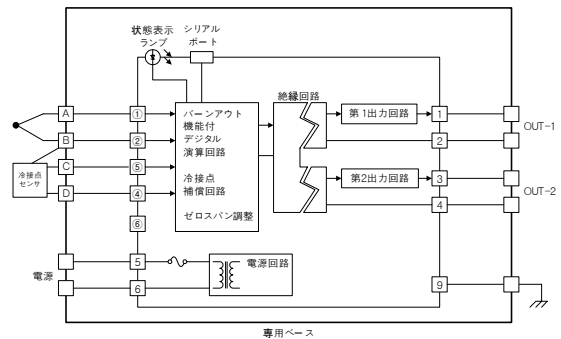 状態表示
ランプ
シリアル
ポート
絶縁回路
A
①
バーンアウト
機能付
デジタル
演算回路
第1出力回路
1
OUT-1
B
②
2
C
⑤
冷接点
センサ
冷接点
補償回路
第2出力回路
3
OUT-2
D
④
4
⑥
ゼロスパン調整
電源
5
電源回路
6
9
専用ベース